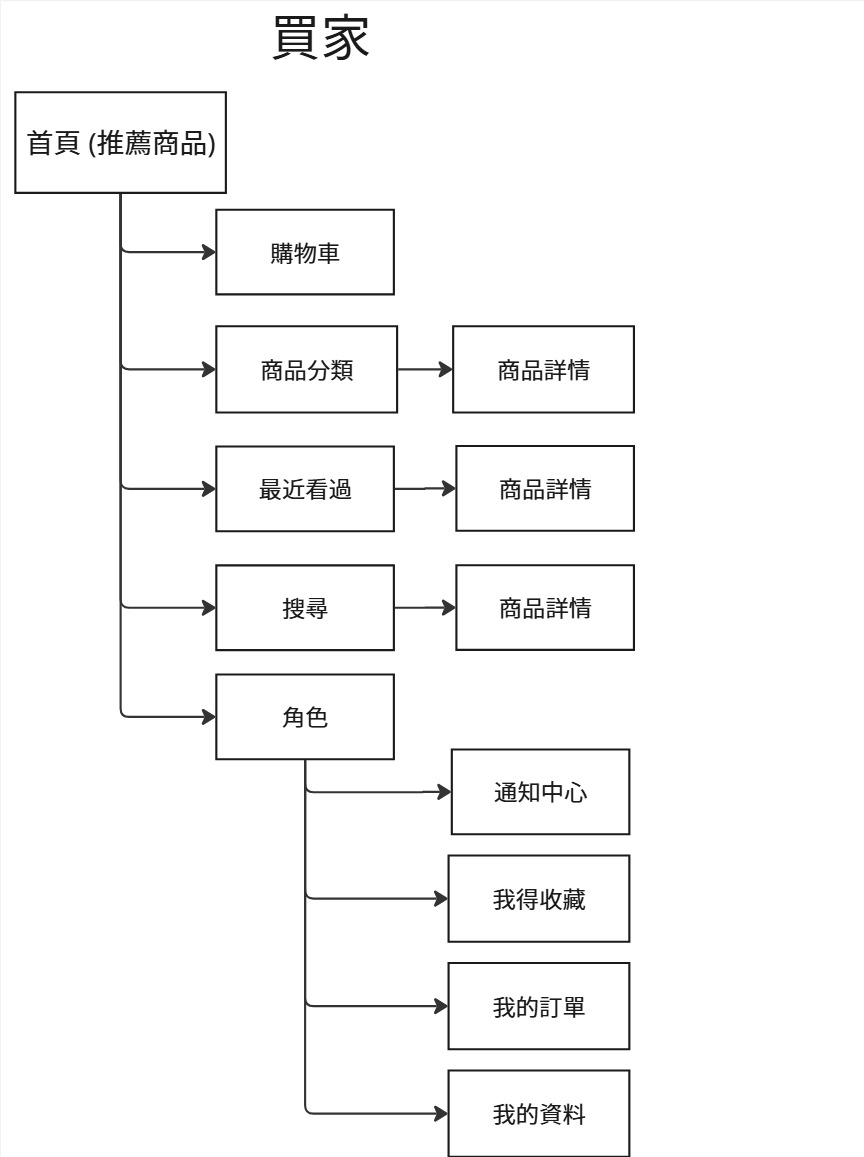 買家
首頁 (推薦商品)
購物車
商品分類
商品詳情
最近看過
商品詳情
搜尋
商品詳情
角色
通知中心
我得收藏
我的訂單
我的資料